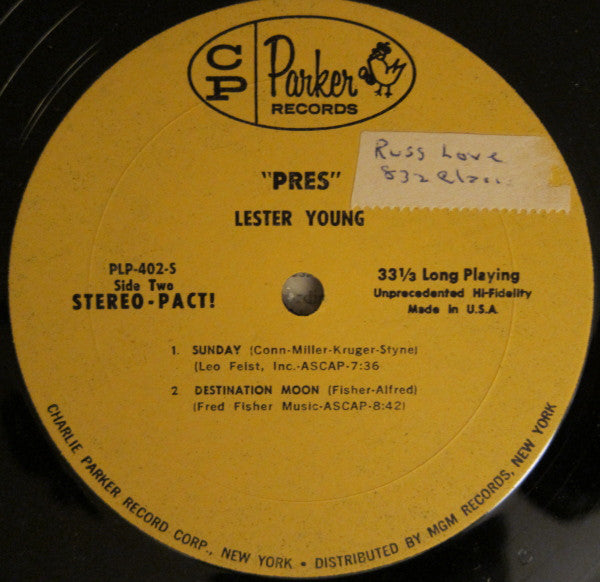 CP Parker
RECORDS
Russ Love
832
"PRES"
LESTER YOUNG
PLP-402-S
Side Two
STEREO-PACT!
33⅓ Long Playing
Unprecedented Hi-Fidelity
Made in U.S.A.
1. SUNDAY (Conn-Miller-Kruger-Styne)
(Leo Feist, Inc.-ASCAP-7:36
2. DESTINATION MOON (Fisher-Alfred)
(Fred Fisher Music-ASCAP-8:42)
CHARLIE PARKER RECORD CORP., NEW YORK • DISTRIBUTED BY MGM RECORDS, NEW YORK